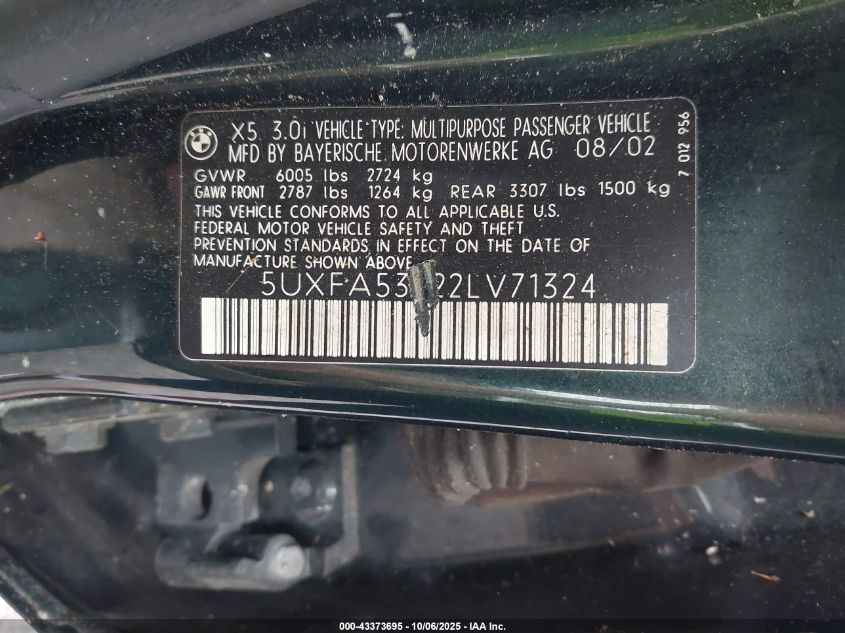 BMW
X5 3.0i VEHICLE TYPE: MULTIPURPOSE PASSENGER VEHICLE
MFD BY BAYERISCHE MOTORENWERKE AG 08/02
GVWR 6005 lbs 2724 kg
GAWR FRONT 2787 lbs 1264 kg REAR 3307 lbs 1500 kg
THIS VEHICLE CONFORMS TO ALL APPLICABLE U.S.
FEDERAL MOTOR VEHICLE SAFETY AND THEFT
PREVENTION STANDARDS IN EFFECT ON THE DATE OF
MANUFACTURE SHOWN ABOVE
5UXFA53 22LV71324
7 012 956
000-43373695 - 10/06/2025 - IAA Inc.